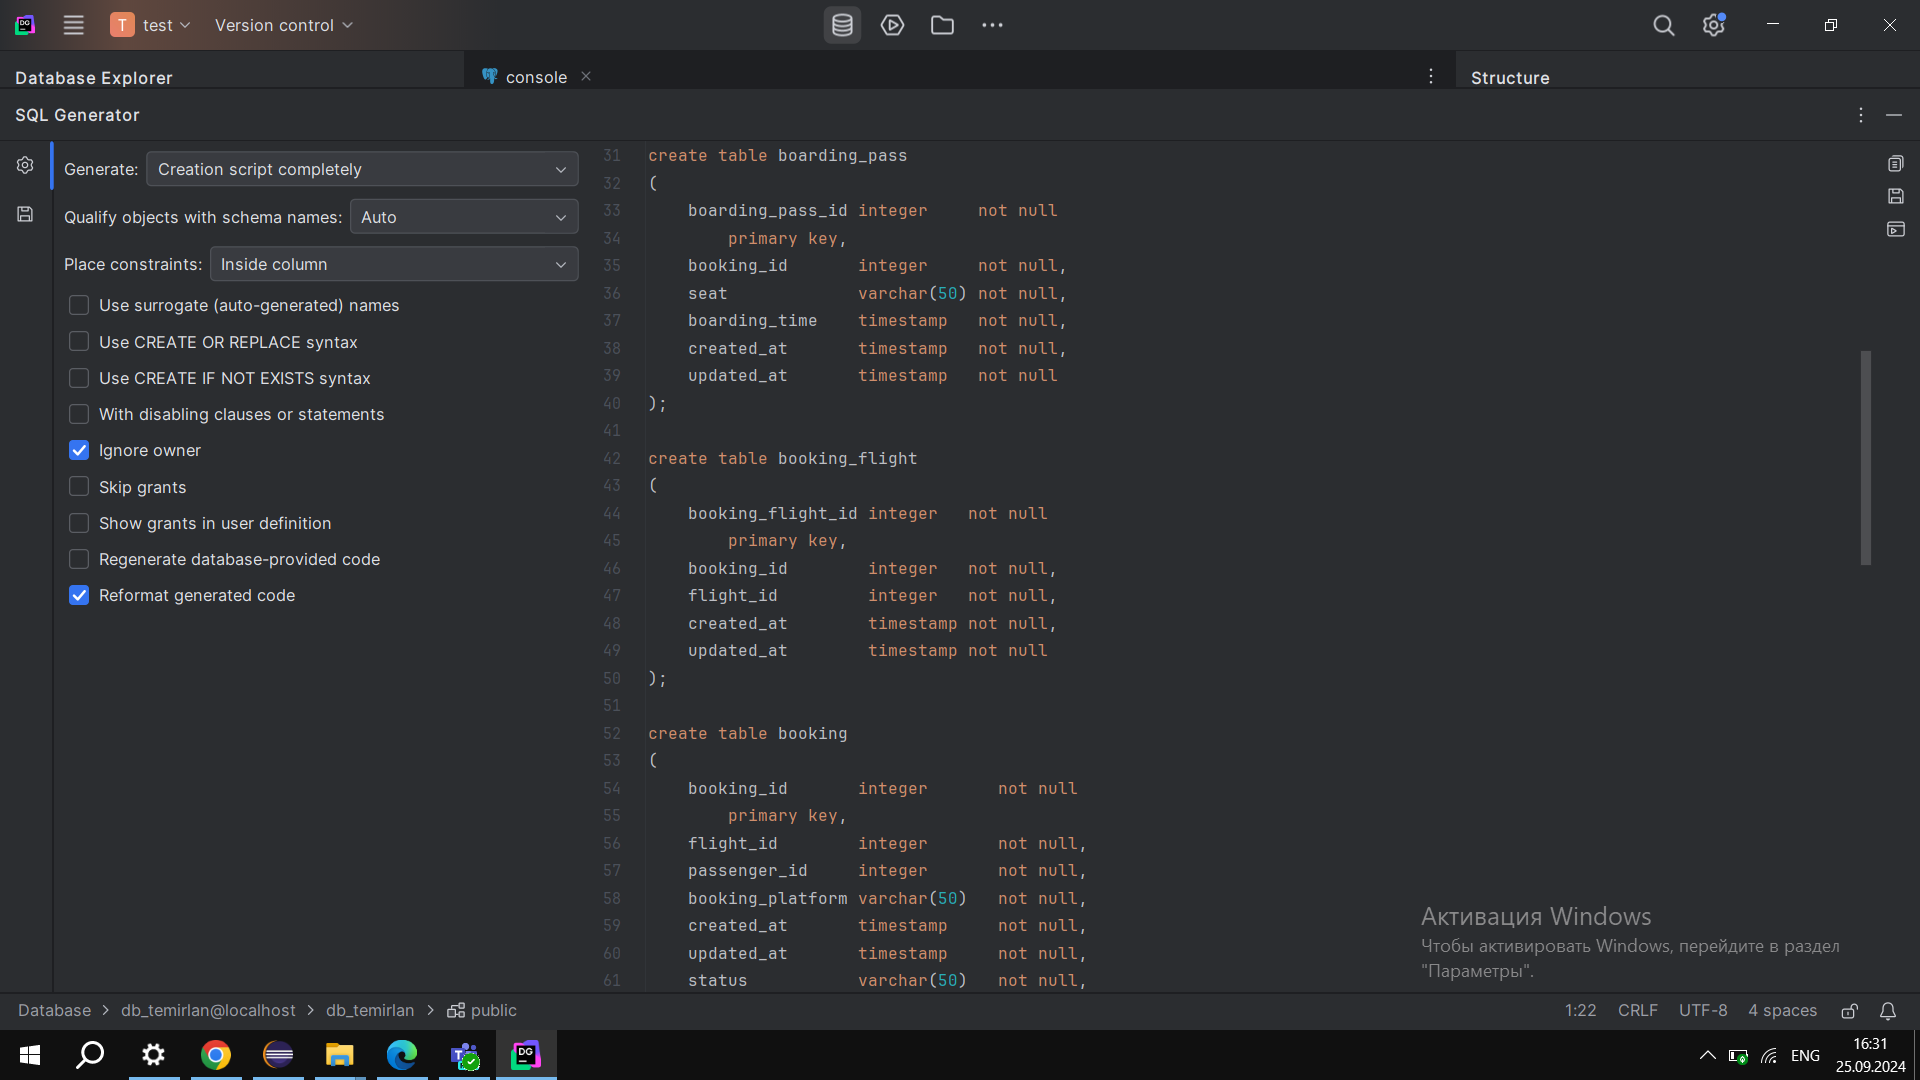 T test Version control
Database Explorer
console
Structure
SQL Generator
Generate: Creation script completely
Qualify objects with schema names: Auto
Place constraints: Inside column
Use surrogate (auto-generated) names
Use CREATE OR REPLACE syntax
Use CREATE IF NOT EXISTS syntax
With disabling clauses or statements
Ignore owner
Skip grants
Show grants in user definition
Regenerate database-provided code
Reformat generated code
31 create table boarding_pass
32 (
33 boarding_pass_id integer not null
34 primary key,
35 booking_id integer not null,
36 seat varchar(50) not null,
37 boarding_time timestamp not null,
38 created_at timestamp not null,
39 updated_at timestamp not null
40 );
41
42 create table booking_flight
43 (
44 booking_flight_id integer not null
45 primary key,
46 booking_id integer not null,
47 flight_id integer not null,
48 created_at timestamp not null,
49 updated_at timestamp not null
50 );
51
52 create table booking
53 (
54 booking_id integer not null
55 primary key,
56 flight_id integer not null,
57 passenger_id integer not null,
58 booking_platform varchar(50) not null,
59 created_at timestamp not null,
60 updated_at timestamp not null,
61 status varchar(50) not null,
Активация Windows
Чтобы активировать Windows, перейдите в раздел
"Параметры".
Database db_temirlan@localhost db_temirlan public
1:22 CRLF UTF-8 4 spaces
DG
ENG
16:31
25.09.2024